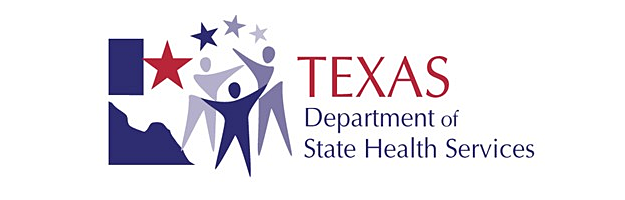 TEXAS
Department of
State Health Services